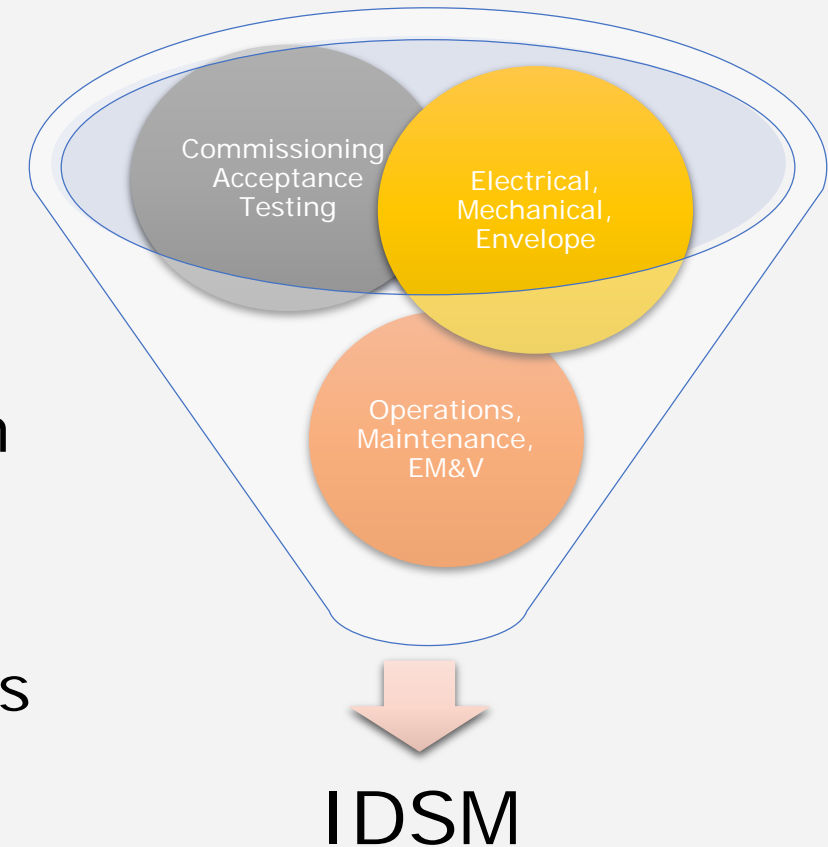 Commissioning
Acceptance
Testing
Electrical,
Mechanical,
Envelope
Operations,
Maintenance,
EM&V
IDSM